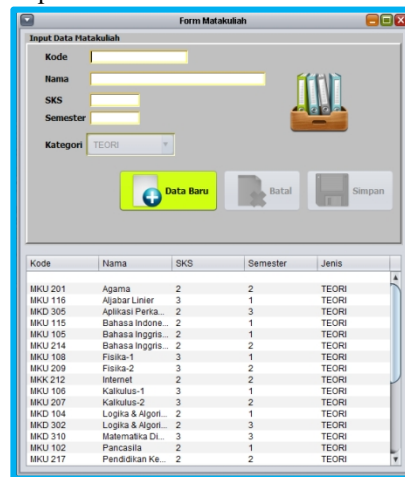 Form Matakuliah
Input Data Matakuliah
Kode
Nama
SKS
Semester
Kategori TEORI
Data Baru Batal Simpan
Kode Nama SKS Semester Jenis
MKU 201 Agama 2 2 TEORI
MKU 116 Aljabar Linier 3 1 TEORI
MKD 305 Aplikasi Perka... 2 3 TEORI
MKU 115 Bahasa Indone... 2 1 TEORI
MKU 105 Bahasa Inggris... 2 1 TEORI
MKU 214 Bahasa Inggris... 2 2 TEORI
MKU 108 Fisika-1 3 1 TEORI
MKU 209 Fisika-2 3 2 TEORI
MKK 212 Internet 2 2 TEORI
MKU 106 Kalkulus-1 3 1 TEORI
MKU 207 Kalkulus-2 3 2 TEORI
MKD 104 Logika & Algori... 2 1 TEORI
MKD 302 Logika & Algori... 2 3 TEORI
MKD 310 Matematika Di... 3 3 TEORI
MKU 102 Pancasila 2 1 TEORI
MKU 217 Pendidikan Ke... 2 2 TEORI